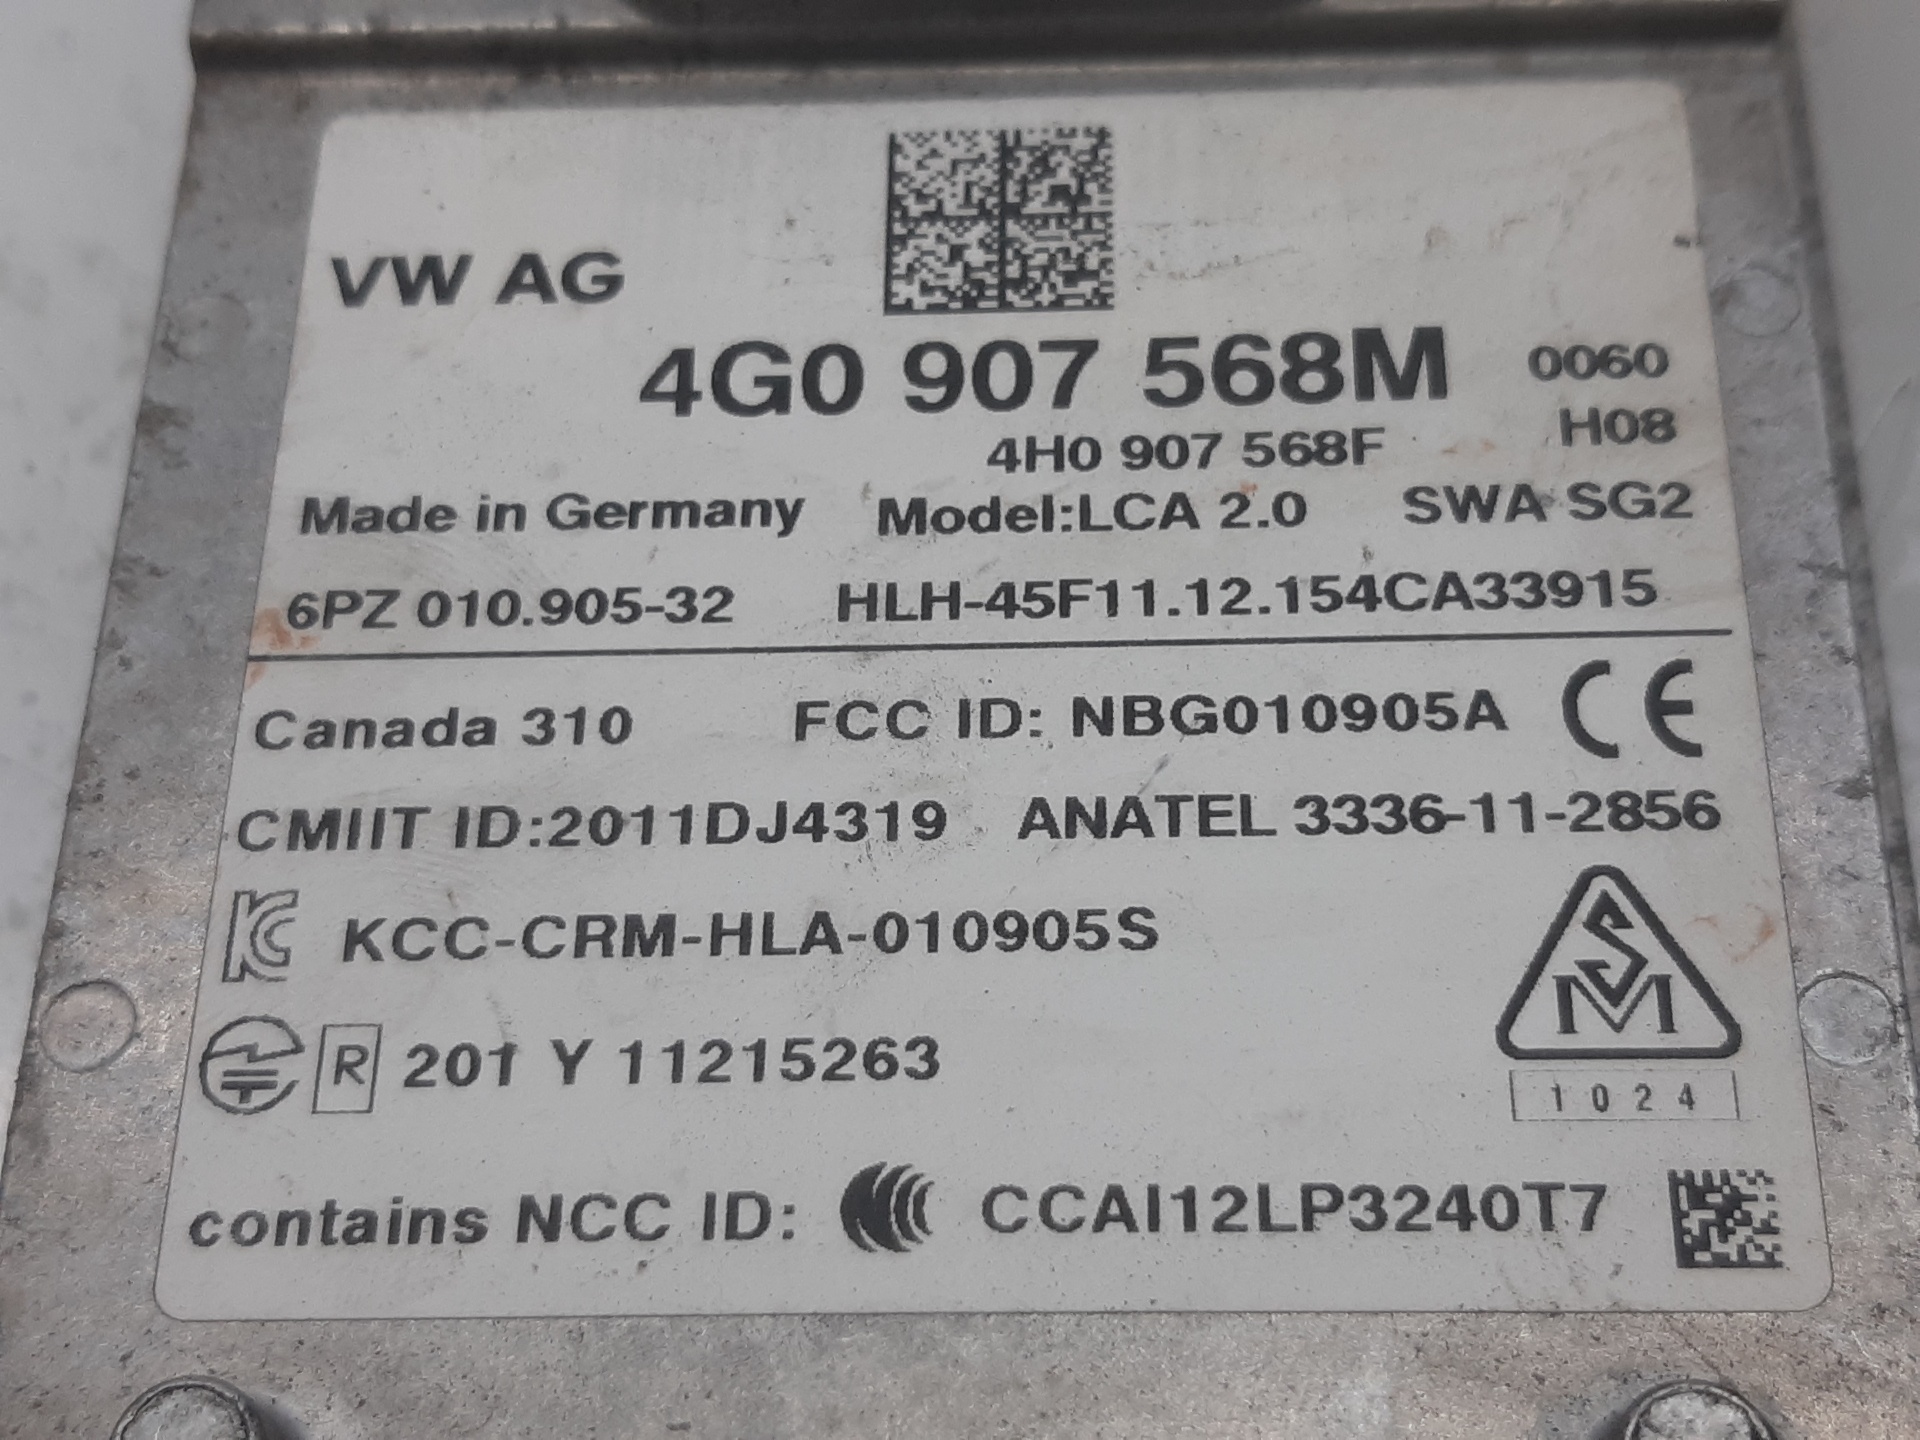 VW AG
4G0 907 568M 0060
4H0 907 568F H08
Made in Germany Model:LCA 2.0 SWA SG2
6PZ 010.905-32 HLH-45F11.12.154CA33915
Canada 310 FCC ID: NBG010905A CE
CMIIT ID:2011DJ4319 ANATEL 3336-11-2856
KC KCC-CRM-HLA-010905S SM
R 201 Y 11215263
1024
contains NCC ID: CCAI12LP3240T7